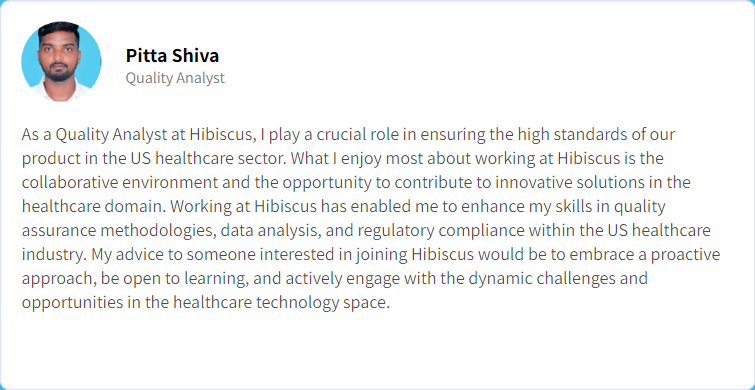 Pitta Shiva
Quality Analyst
As a Quality Analyst at Hibiscus, I play a crucial role in ensuring the high standards of our
product in the US healthcare sector. What I enjoy most about working at Hibiscus is the
collaborative environment and the opportunity to contribute to innovative solutions in the
healthcare domain. Working at Hibiscus has enabled me to enhance my skills in quality
assurance methodologies, data analysis, and regulatory compliance within the US healthcare
industry. My advice to someone interested in joining Hibiscus would be to embrace a proactive
approach, be open to learning, and actively engage with the dynamic challenges and
opportunities in the healthcare technology space.